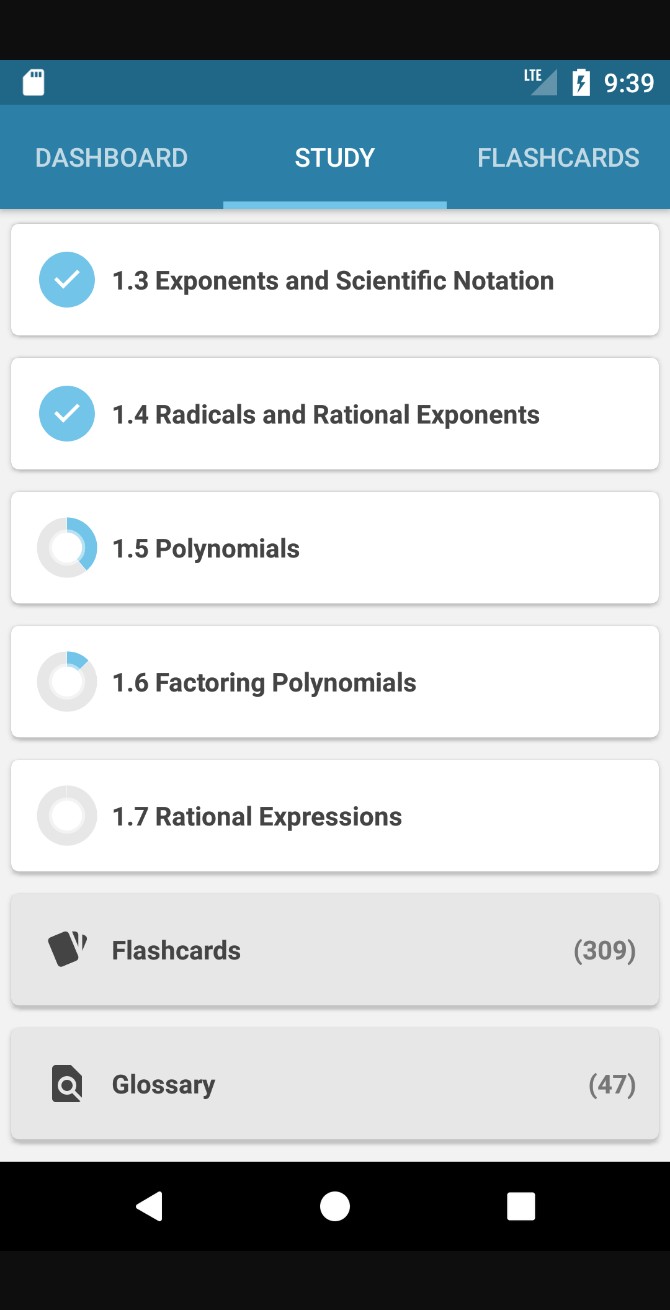 LTE 9:39
DASHBOARD STUDY FLASHCARDS
1.3 Exponents and Scientific Notation
1.4 Radicals and Rational Exponents
1.5 Polynomials
1.6 Factoring Polynomials
1.7 Rational Expressions
Flashcards (309)
Glossary (47)